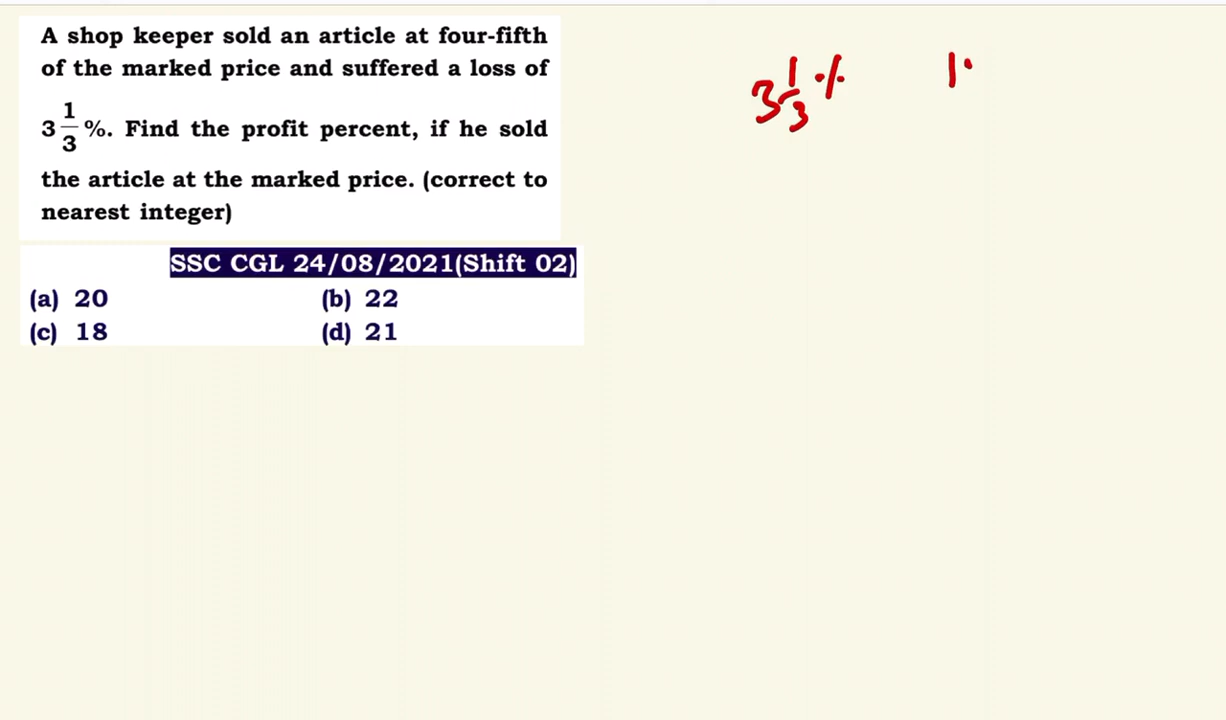 A shop keeper sold an article at four-fifth
of the marked price and suffered a loss of
3 1/3 %. Find the profit percent, if he sold
the article at the marked price. (correct to
nearest integer)
SSC CGL 24/08/2021(Shift 02)
(a) 20 (b) 22
(c) 18 (d) 21
3 1/3 %